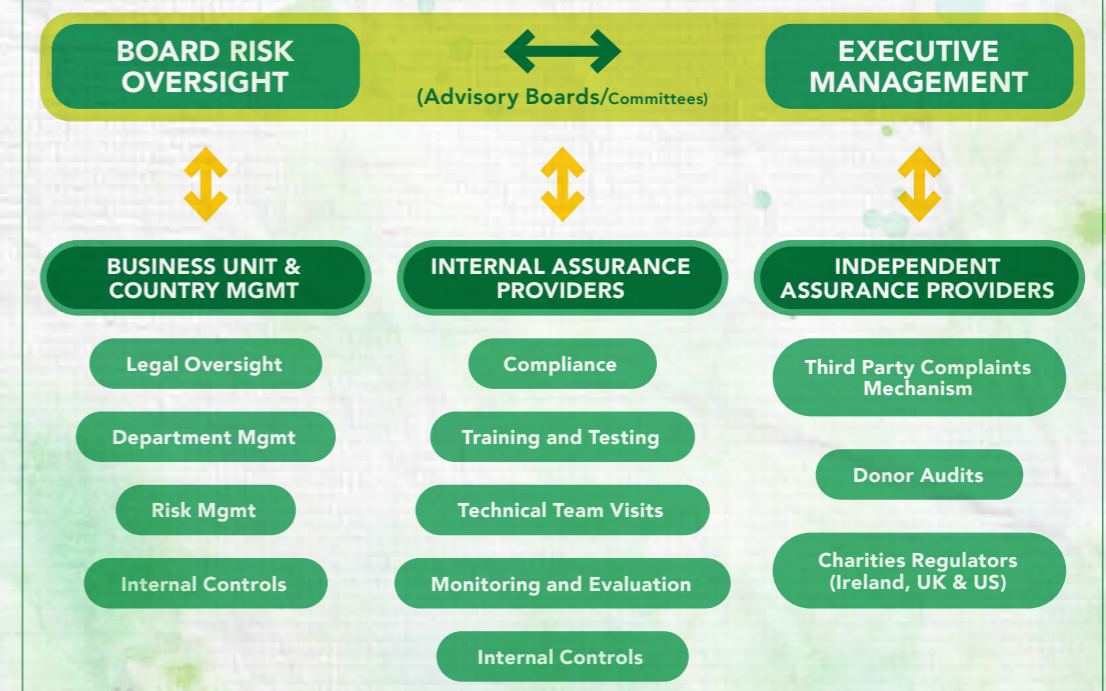 BOARD RISK
OVERSIGHT
(Advisory Boards/Committees)
EXECUTIVE
MANAGEMENT
BUSINESS UNIT &
COUNTRY MGMT
Legal Oversight
Department Mgmt
Risk Mgmt
Internal Controls
INTERNAL ASSURANCE
PROVIDERS
Compliance
Training and Testing
Technical Team Visits
Monitoring and Evaluation
Internal Controls
INDEPENDENT
ASSURANCE PROVIDERS
Third Party Complaints
Mechanism
Donor Audits
Charities Regulators
(Ireland, UK & US)